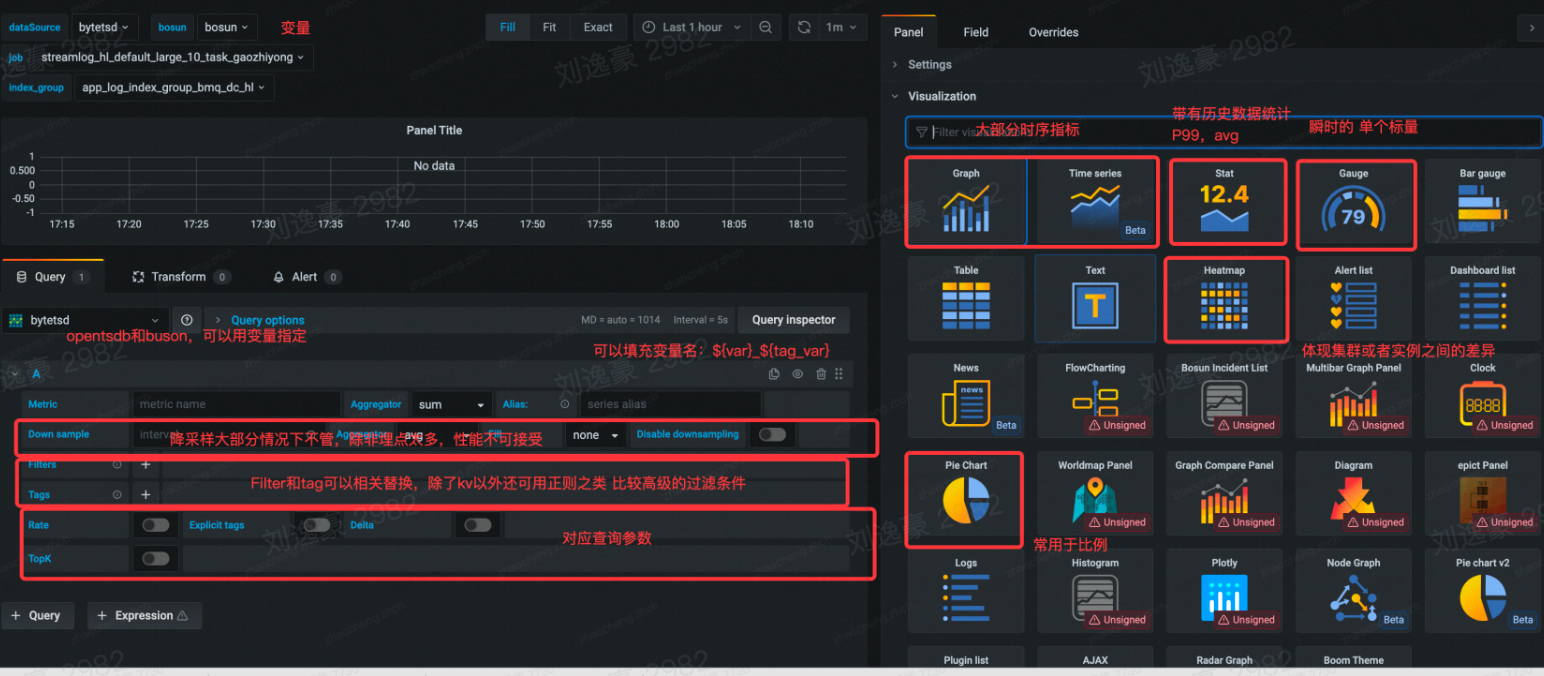 dataSource bytetsd bosun bosun 变量
Fill Fit Exact Last 1 hour 1m
job streamlog_hl_default_large_10_task_gaozhiyong
index_group app_log_index_group_bmq_dc_hl
Panel Title
No data
1
0.500
0
-0.50
-1
17:15 17:20 17:25 17:30 17:35 17:40 17:45 17:50 17:55 18:00 18:05 18:10
Query 1 Transform 0 Alert 0
bytetsd Query options MD = auto = 1014 Interval = 5s Query inspector
opentsdb和buson，可以用变量指定
可以填充变量名：${var}_${tag_var}
A
Metric metric name Aggregator sum Alias: series alias
Down sample interval Aggregator avg Fill none Disable downsampling
降采样大部分情况下不管，除非埋点太多，性能不可接受
Filters
Filter和tag可以相关替换，除了kv以外还可用正则之类 比较高级的过滤条件
Tags
Rate Explicit tags Delta
对应查询参数
TopK
Query Expression
Panel Field Overrides
Settings
Visualization
带有历史数据统计
P99，avg
瞬时的 单个标量
大部分时序指标
Graph Time series Stat Gauge Bar gauge
12.4 79
Beta
Table Text Heatmap Alert list Dashboard list
T
体现集群或者实例之间的差异
News FlowCharting Bosun Incident List Multibar Graph Panel Clock
news
Beta Unsigned Unsigned Unsigned Unsigned
Pie Chart Worldmap Panel Graph Compare Panel Diagram epict Panel
Unsigned Unsigned Unsigned Unsigned
常用于比例
Logs Histogram Plotly Node Graph Pie chart v2
Unsigned Unsigned Beta Beta
Plugin list AJAX Radar Graph Boom Theme
刘逸豪 2982